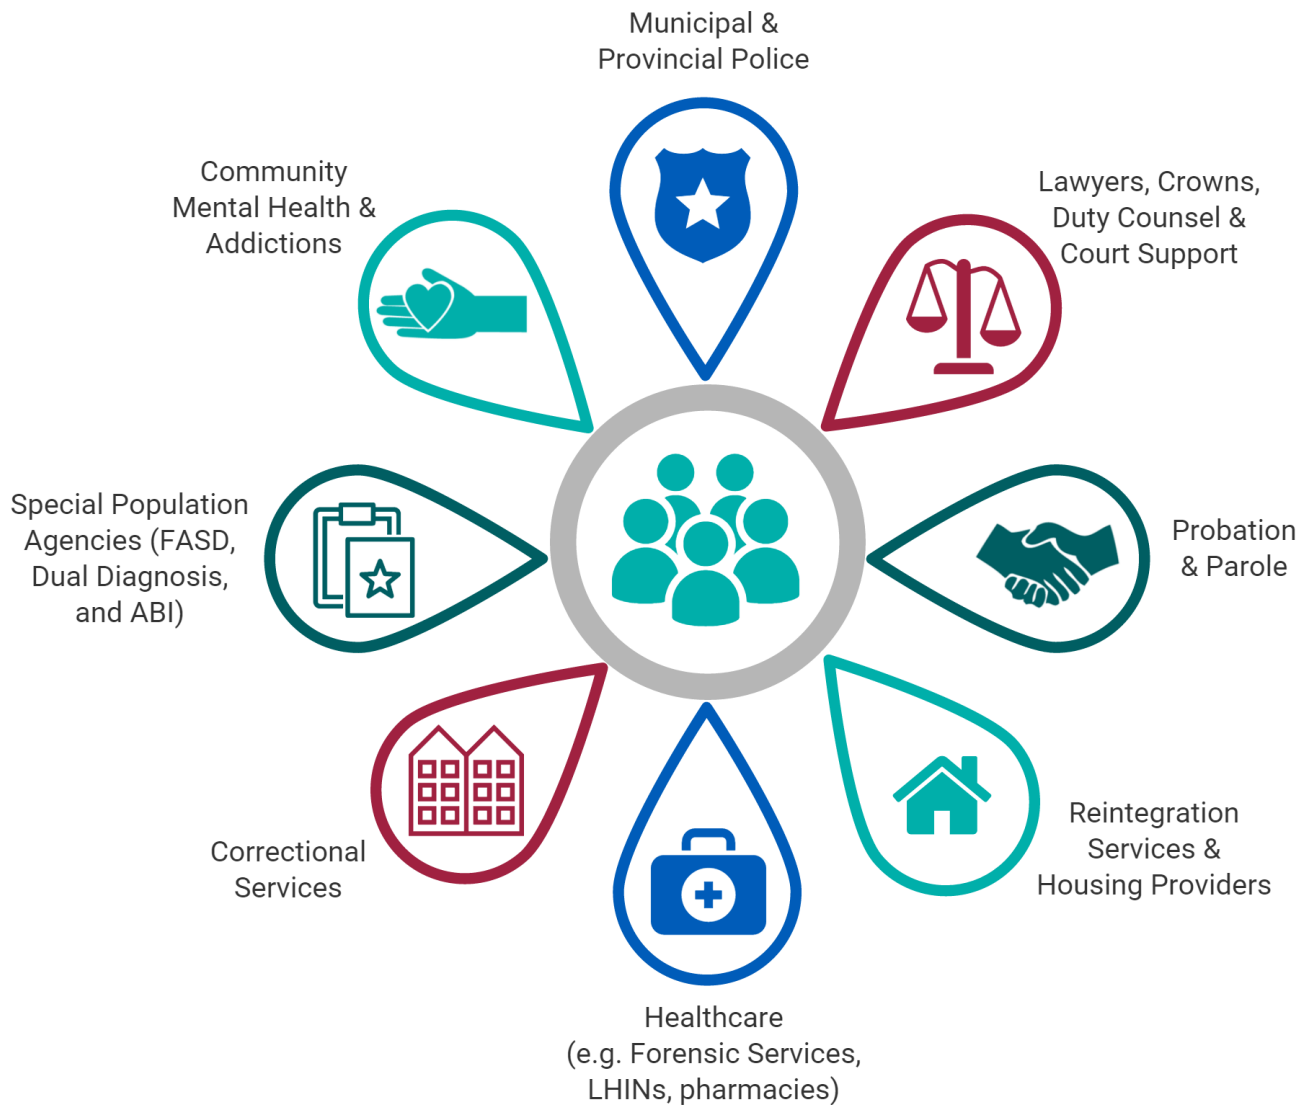 Municipal &
Provincial Police
Lawyers, Crowns,
Duty Counsel &
Court Support
Probation
& Parole
Reintegration
Services &
Housing Providers
Healthcare
(e.g. Forensic Services,
LHINs, pharmacies)
Correctional
Services
Special Population
Agencies (FASD,
Dual Diagnosis,
and ABI)
Community
Mental Health &
Addictions